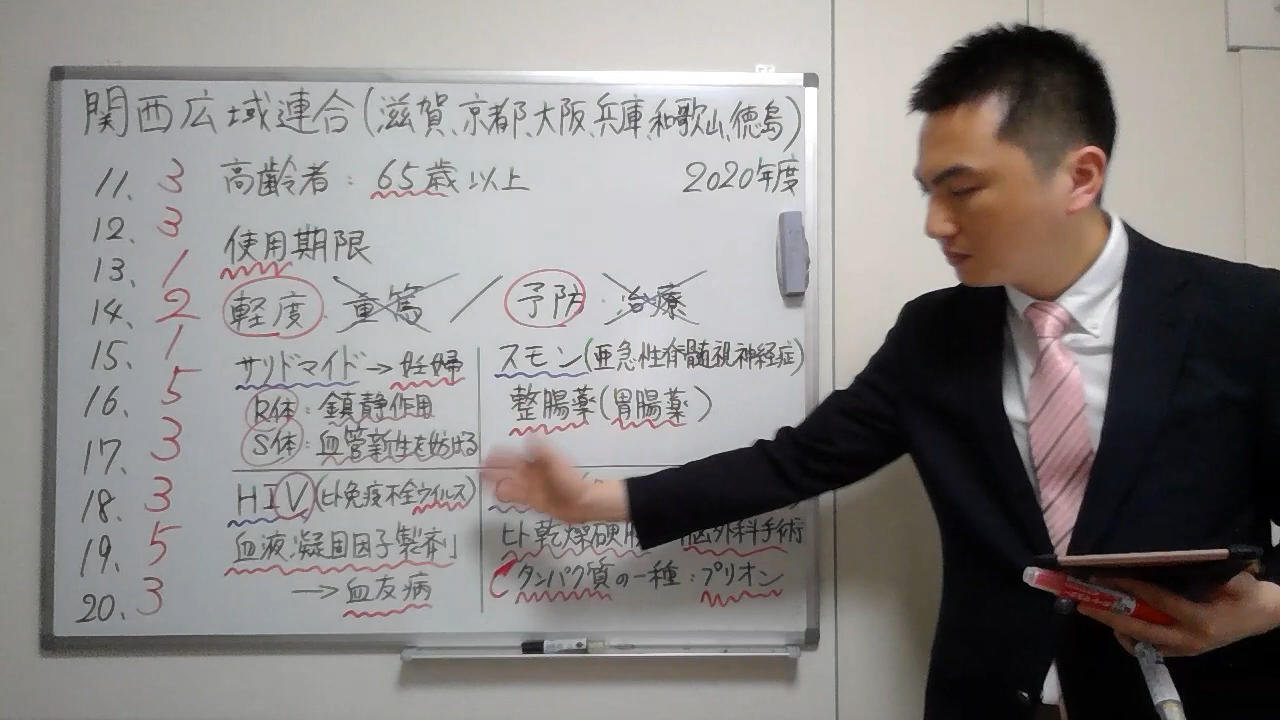 関西広域連合(滋賀、京都、大阪、兵庫、和歌山、徳島)
2020年度
11. 3 高齢者:65歳以上
12. 3
使用期限
13. 1
14. 2 軽度・重篤/予防・治療
15. 1
サリドマイド→妊婦
16. 5 R体:鎮静作用
17. 3 S体:血管新生を妨げる
スモン(亜急性脊髄視神経症)
整腸薬(胃腸薬)
18. 3 HIV(ヒト免疫不全ウイルス)
19. 5 血液凝固因子製剤
20. 3 →血友病
ヒト乾燥硬 脳外科手術
タンパク質の一種:プリオン